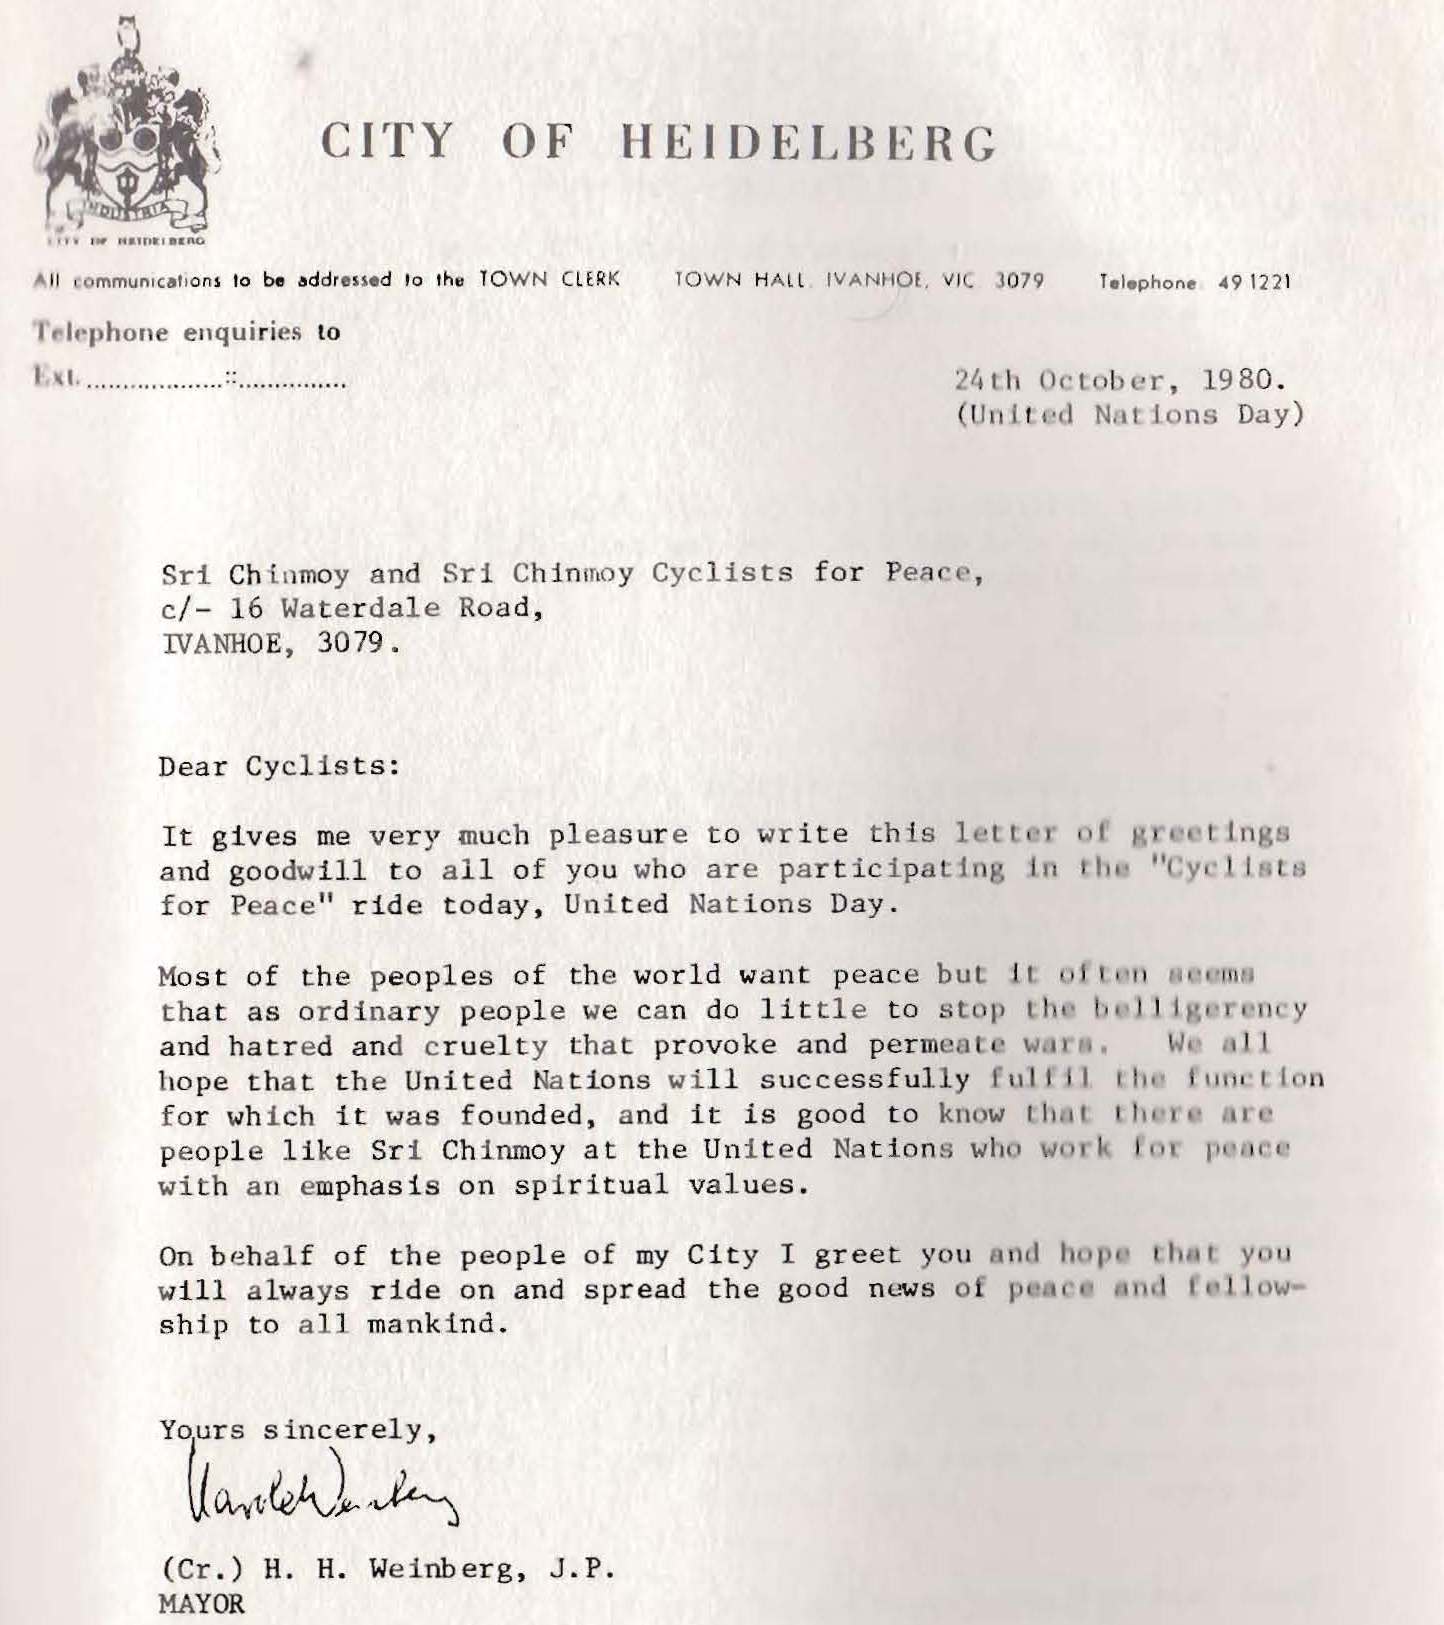 CITY OF HEIDELBERG
INDUSTRIA
CITY OF HEIDELBERG
All communications to be addressed to the TOWN CLERK TOWN HALL, IVANHOE, VIC 3079 Telephone 49 1221
Telephone enquiries to
Ext.
24th October, 1980.
(United Nations Day)
Sri Chinmoy and Sri Chinmoy Cyclists for Peace,
c/- 16 Waterdale Road,
IVANHOE, 3079.
Dear Cyclists:
It gives me very much pleasure to write this letter of greetings
and goodwill to all of you who are participating in the "Cyclists
for Peace" ride today, United Nations Day.
Most of the peoples of the world want peace but it often seems
that as ordinary people we can do little to stop the belligerency
and hatred and cruelty that provoke and permeate wars. We all
hope that the United Nations will successfully fulfil the function
for which it was founded, and it is good to know that there are
people like Sri Chinmoy at the United Nations who work for peace
with an emphasis on spiritual values.
On behalf of the people of my City I greet you and hope that you
will always ride on and spread the good news of peace and fellow-
ship to all mankind.
Yours sincerely,
Harold Weinberg
(Cr.) H. H. Weinberg, J.P.
MAYOR